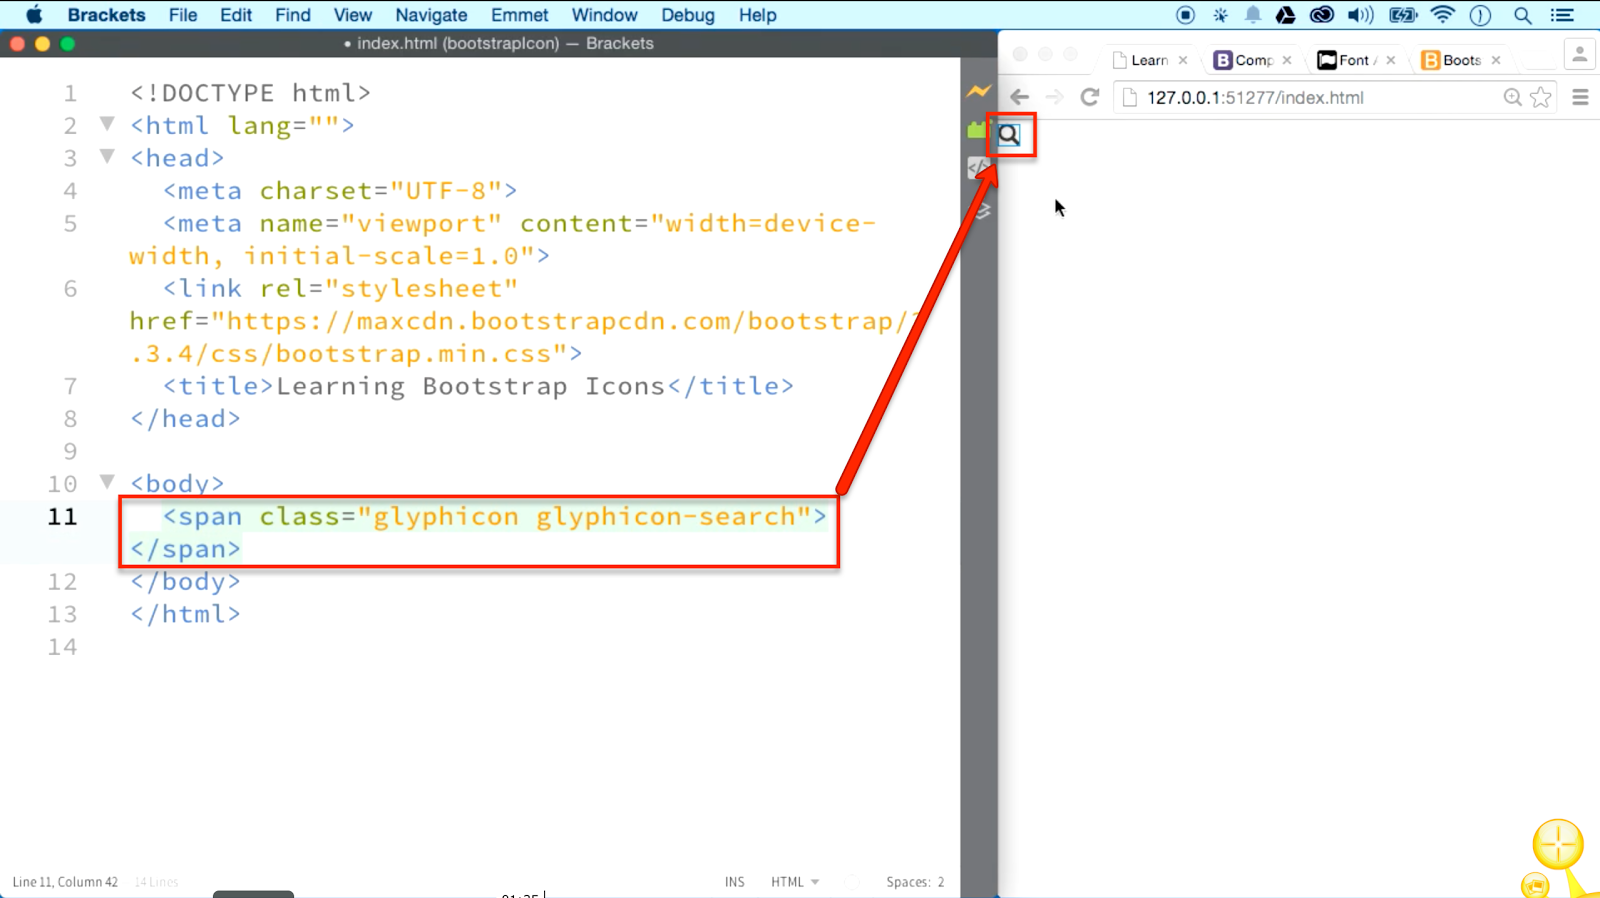 Brackets File Edit Find View Navigate Emmet Window Debug Help
• index.html (bootstrapIcon) — Brackets
Learn Comp Font Boots
127.0.0.1:51277/index.html
1 <!DOCTYPE html>
2 <html lang="">
3 <head>
4 <meta charset="UTF-8">
5 <meta name="viewport" content="width=device-
width, initial-scale=1.0">
6 <link rel="stylesheet"
href="https://maxcdn.bootstrapcdn.com/bootstrap/
.3.4/css/bootstrap.min.css">
7 <title>Learning Bootstrap Icons</title>
8 </head>
9
10 <body>
11 <span class="glyphicon glyphicon-search">
</span>
12 </body>
13 </html>
14
Line 11, Column 42 14 Lines INS HTML Spaces: 2